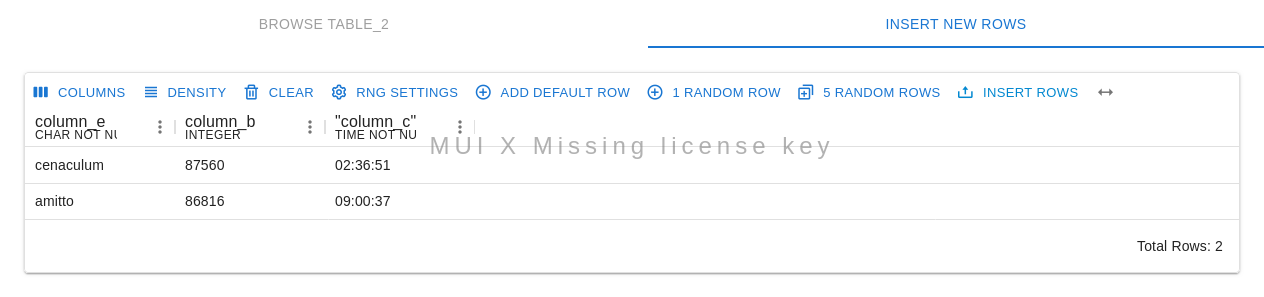 BROWSE TABLE_2 INSERT NEW ROWS
COLUMNS DENSITY CLEAR RNG SETTINGS ADD DEFAULT ROW 1 RANDOM ROW 5 RANDOM ROWS INSERT ROWS
column_e column_b "column_c"
CHAR NOT NU INTEGER TIME NOT NU
MUI X Missing license key
cenaculum 87560 02:36:51
amitto 86816 09:00:37
Total Rows: 2